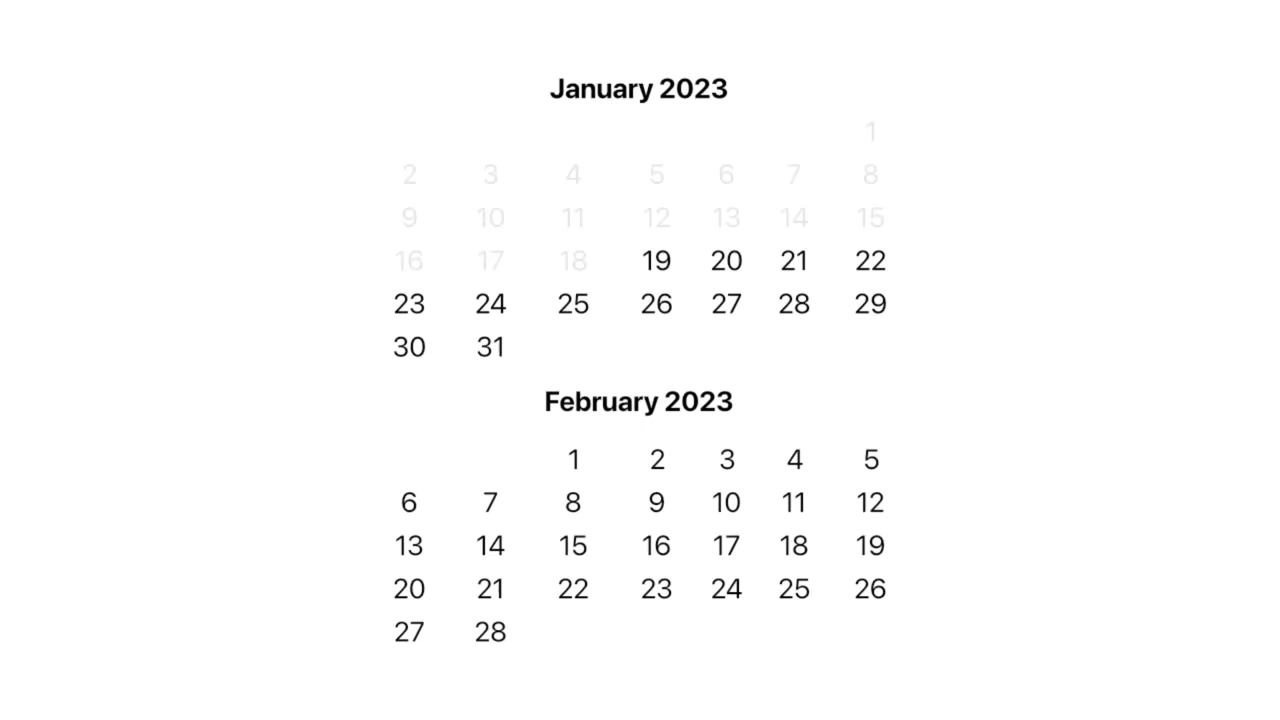 January 2023
1
2 3 4 5 6 7 8
9 10 11 12 13 14 15
16 17 18 19 20 21 22
23 24 25 26 27 28 29
30 31
February 2023
1 2 3 4 5
6 7 8 9 10 11 12
13 14 15 16 17 18 19
20 21 22 23 24 25 26
27 28